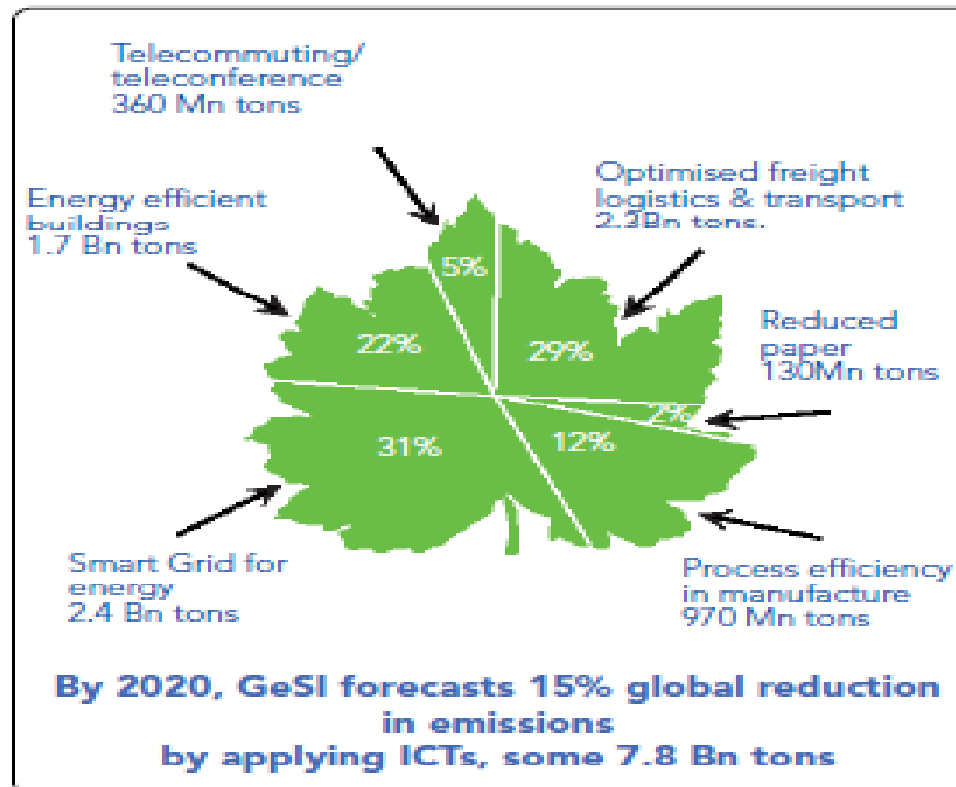 Telecommuting/
teleconference
360 Mn tons
Energy efficient
buildings
1.7 Bn tons
Optimised freight
logistics & transport
2.3Bn tons.
5%
22%
29%
Reduced
paper
130Mn tons
2%
12%
31%
Smart Grid for
energy
2.4 Bn tons
Process efficiency
in manufacture
970 Mn tons
By 2020, GeSI forecasts 15% global reduction
in emissions
by applying ICTs, some 7.8 Bn tons